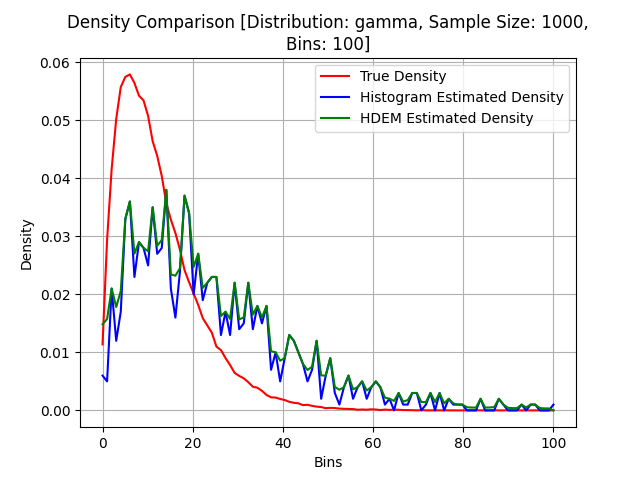 Density Comparison [Distribution: gamma, Sample Size: 1000,
Bins: 100]
True Density
Histogram Estimated Density
HDEM Estimated Density
Density
0.06
0.05
0.04
0.03
0.02
0.01
0.00
0 20 40 60 80 100
Bins